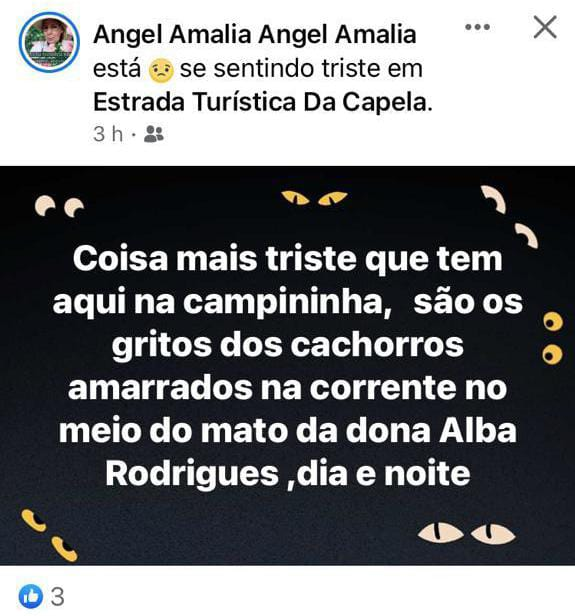 Angel Amalia Angel Amalia
está se sentindo triste em
Estrada Turística Da Capela.
3 h ·
Coisa mais triste que tem
aqui na campininha, são os
gritos dos cachorros
amarrados na corrente no
meio do mato da dona Alba
Rodrigues ,dia e noite
3